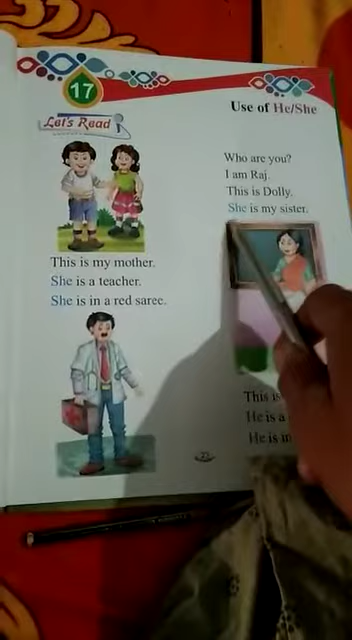 17
Use of He/She
Let's Read
Who are you?
I am Raj.
This is Dolly.
She is my sister.
This is my mother.
She is a teacher.
She is in a red saree.
This is
He is a
He is in
23